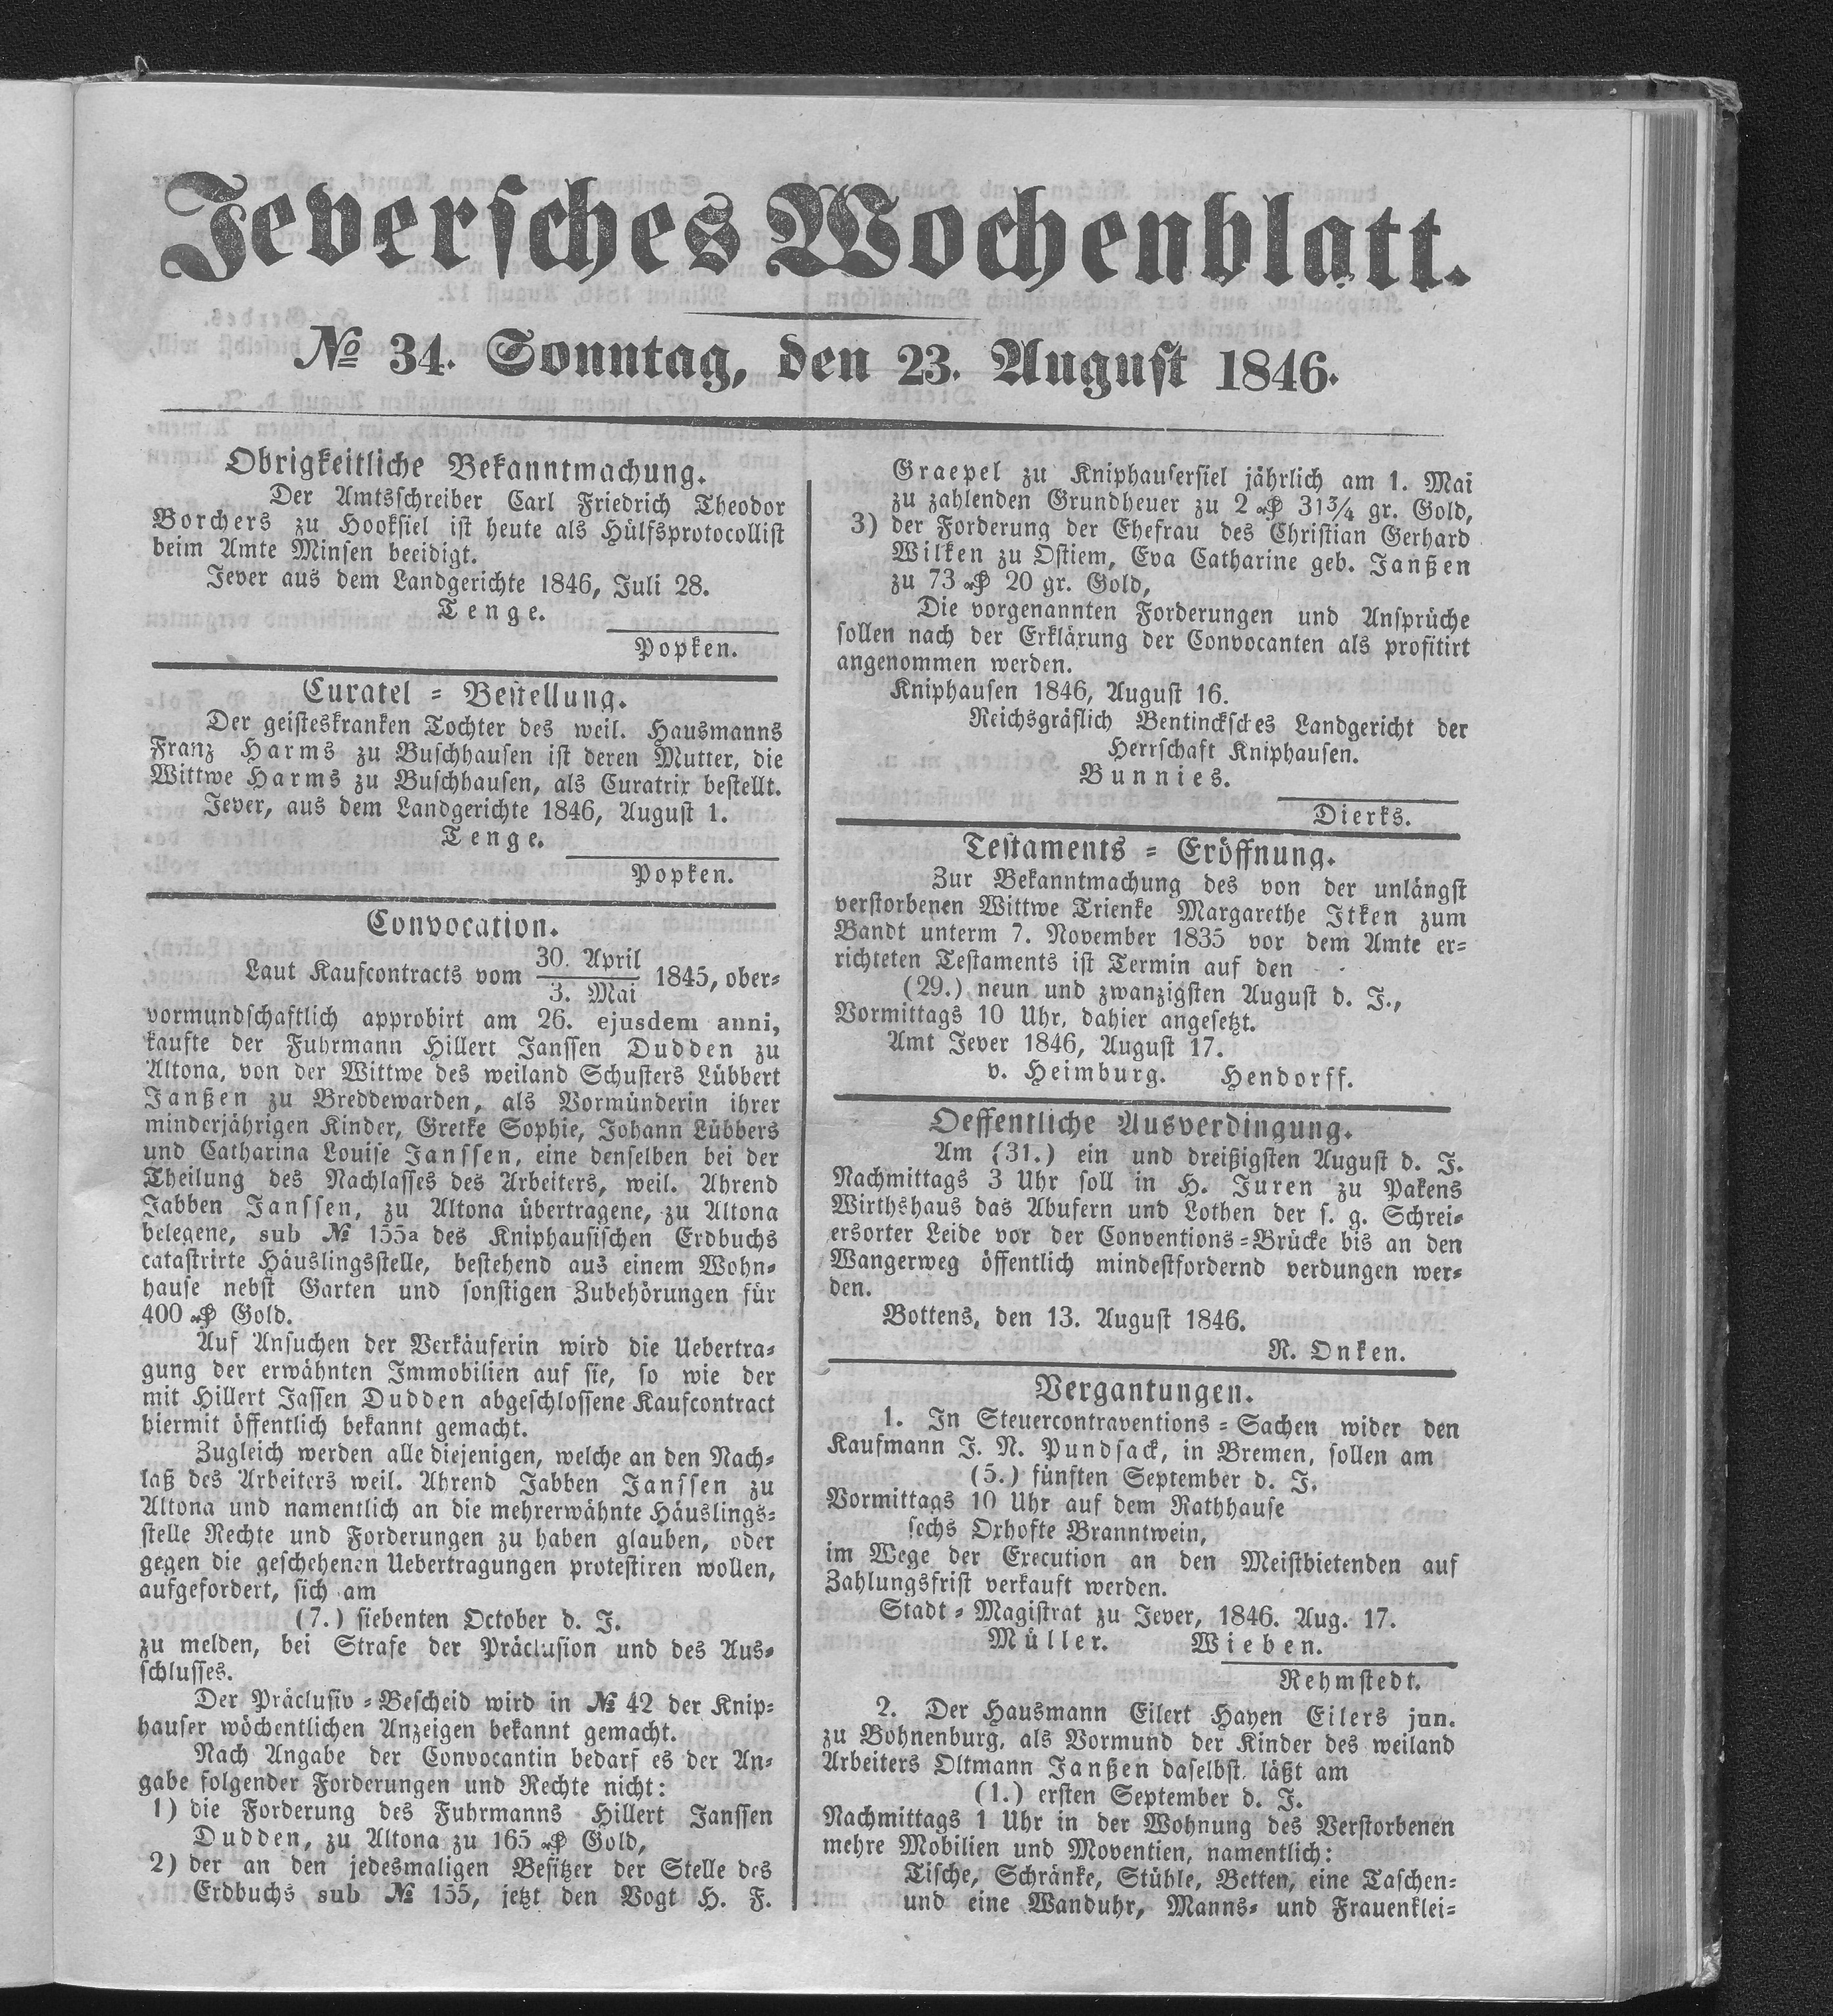 Jeversches Wochenblatt.
№ 34. Sonntag, den 23. August 1846.
Obrigkeitliche Bekanntmachung.
Der Amtsschreiber Carl Friedrich Theodor
Borchers zu Hooksiel ist heute als Hülfsprotocollist
beim Amte Minsen beeidigt.
Jever aus dem Landgerichte 1846, Juli 28.
Tenge.
Popken.
Curatel = Bestellung.
Der geisteskranken Tochter des weil. Hausmanns
Franz Harms zu Buschhausen ist deren Mutter, die
Wittwe Harms zu Buschhausen, als Curatrix bestellt.
Jever, aus dem Landgerichte 1846, August 1.
Tenge.
Popken.
Convocation.
Laut Kaufcontracts vom 30. April / 3. Mai 1845, ober=
vormundschaftlich approbirt am 26. ejusdem anni,
kaufte der Fuhrmann Hillert Janssen Dudden zu
Altona, von der Wittwe des weiland Schusters Lübbert
Janßen zu Breddewarden, als Vormünderin ihrer
minderjährigen Kinder, Gretke Sophie, Johann Lübbers
und Catharina Louise Janssen, eine denselben bei der
Theilung des Nachlasses des Arbeiters, weil. Ahrend
Jabben Janssen, zu Altona übertragene, zu Altona
belegene, sub № 155a des Kniphausischen Erdbuchs
catastrirte Häuslingsstelle, bestehend aus einem Wohn=
hause nebst Garten und sonstigen Zubehörungen für
400 ₰ Gold.
Auf Ansuchen der Verkäuferin wird die Uebertra=
gung der erwähnten Immobilien auf sie, so wie der
mit Hillert Jassen Dudden abgeschlossene Kaufcontract
hiermit öffentlich bekannt gemacht.
Zugleich werden alle diejenigen, welche an den Nach=
laß des Arbeiters weil. Ahrend Jabben Janssen zu
Altona und namentlich an die mehrerwähnte Häuslings=
stelle Rechte und Forderungen zu haben glauben, oder
gegen die geschehenen Uebertragungen protestiren wollen,
aufgefordert, sich am
(7.) siebenten October d. J.
zu melden, bei Strafe der Präclusion und des Aus=
schlusses.
Der Präclusiv = Bescheid wird in № 42 der Knip=
hauser wöchentlichen Anzeigen bekannt gemacht.
Nach Angabe der Convocantin bedarf es der An=
gabe folgender Forderungen und Rechte nicht:
1) die Forderung des Fuhrmanns Hillert Janssen
Dudden, zu Altona zu 165 ₰ Gold,
2) der an den jedesmaligen Besitzer der Stelle des
Erdbuchs sub № 155, jetzt den Vogt H. F.
Graepel zu Kniphausersiel jährlich am 1. Mai
zu zahlenden Grundheuer zu 2 ₰ 31¾ gr. Gold,
3) der Forderung der Ehefrau des Christian Gerhard
Wilken zu Ostiem, Eva Catharine geb. Janßen
zu 73 ₰ 20 gr. Gold,
Die vorgenannten Forderungen und Ansprüche
sollen nach der Erklärung der Convocanten als profitirt
angenommen werden.
Kniphausen 1846, August 16.
Reichsgräflich Bentincksches Landgericht der
Herrschaft Kniphausen.
Bunnies.
Dierks.
Testaments = Eröffnung.
Zur Bekanntmachung des von der unlängst
verstorbenen Wittwe Trienke Margarethe Itken zum
Bandt unterm 7. November 1835 vor dem Amte er=
richteten Testaments ist Termin auf den
(29.) neun und zwanzigsten August d. J.,
Vormittags 10 Uhr, dahier angesetzt.
Amt Jever 1846, August 17.
v. Heimburg. Hendorff.
Oeffentliche Ausverdingung.
Am (31.) ein und dreißigsten August d. J.
Nachmittags 3 Uhr soll in H. Juren zu Pakens
Wirthshaus das Abufern und Lothen der s. g. Schrei=
ersorter Leide vor der Conventions=Brücke bis an den
Wangerweg öffentlich mindestfordernd verdungen wer=
den.
Bottens, den 13. August 1846.
R. Onken.
Vergantungen.
1. In Steuercontraventions = Sachen wider den
Kaufmann J. N. Pundsack, in Bremen, sollen am
(5.) fünften September d. J.
Vormittags 10 Uhr auf dem Rathhause
sechs Oxhofte Branntwein,
im Wege der Execution an den Meistbietenden auf
Zahlungsfrist verkauft werden.
Stadt = Magistrat zu Jever, 1846. Aug. 17.
Müller. Wieben.
Rehmstedt.
2. Der Hausmann Eilert Hayen Eilers jun.
zu Bohnenburg, als Vormund der Kinder des weiland
Arbeiters Oltmann Janßen daselbst, läßt am
(1.) ersten September d. J.
Nachmittags 1 Uhr in der Wohnung des Verstorbenen
mehre Mobilien und Moventien, namentlich:
Tische, Schränke, Stühle, Betten, eine Taschen=
und eine Wanduhr, Manns= und Frauenklei=